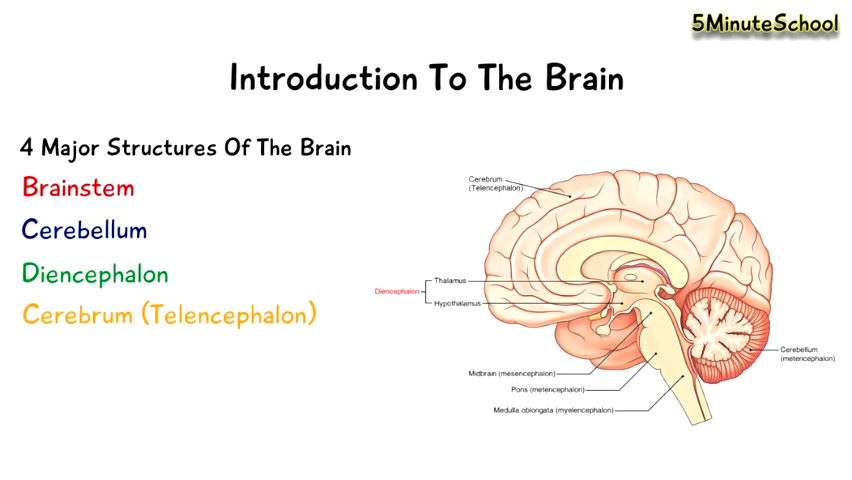 5MinuteSchool
Introduction To The Brain
4 Major Structures Of The Brain
Brainstem
Cerebellum
Diencephalon
Cerebrum (Telencephalon)
Cerebrum
(Telencephalon)
Thalamus
Diencephalon
Hypothalamus
Midbrain (mesencephalon)
Pons (metencephalon)
Medulla oblongata (myelencephalon)
Cerebellum
(metencephalon)